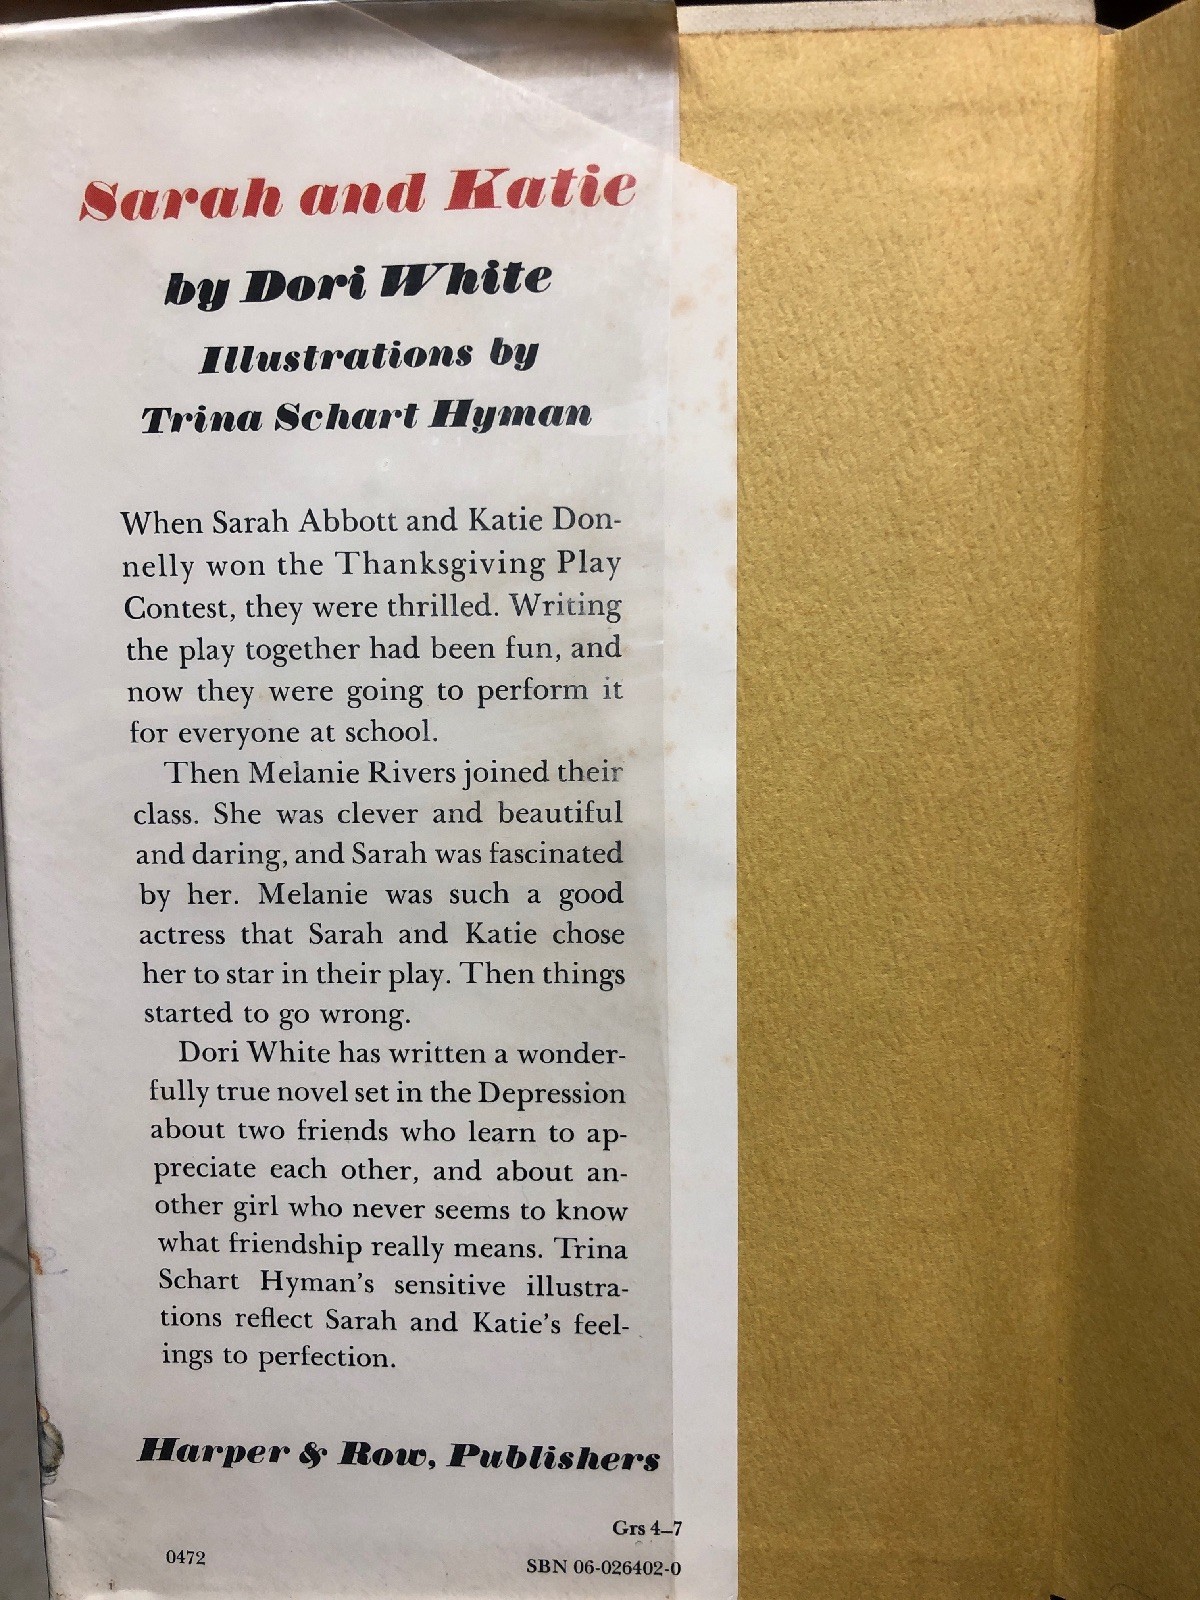 Sarah and Katie
by Dori White
Illustrations by
Trina Schart Hyman
When Sarah Abbott and Katie Don-
nelly won the Thanksgiving Play
Contest, they were thrilled. Writing
the play together had been fun, and
now they were going to perform it
for everyone at school.
Then Melanie Rivers joined their
class. She was clever and beautiful
and daring, and Sarah was fascinated
by her. Melanie was such a good
actress that Sarah and Katie chose
her to star in their play. Then things
started to go wrong.
Dori White has written a wonder-
fully true novel set in the Depression
about two friends who learn to ap-
preciate each other, and about an-
other girl who never seems to know
what friendship really means. Trina
Schart Hyman's sensitive illustra-
tions reflect Sarah and Katie's feel-
ings to perfection.
Harper & Row, Publishers
Grs 4–7
0472 SBN 06-026402-0